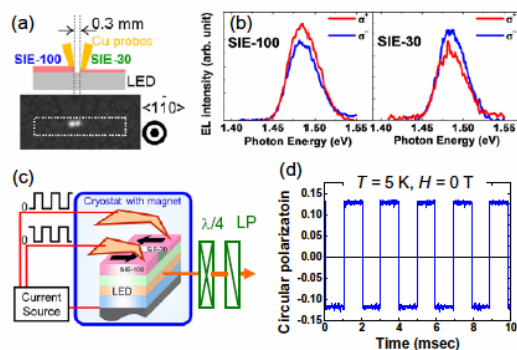 (a)
0.3 mm
Cu probes
SIE-100 SIE-30
LED
<11̄0>
(b)
EL intensity (arb. unit)
SIE-100
σ⁺
σ⁻
SIE-30
σ⁺
σ⁻
1.40 1.45 1.50 1.55
Photon Energy (eV)
1.40 1.45 1.50 1.55
Photon Energy (eV)
(c)
0
0
Cryostat with magnet
λ/4 LP
SIE-30
SIE-100
LED
Current
Source
(d)
T = 5 K, H = 0 T
Circular polarizatoin
0.15
0.10
0.05
0.00
-0.05
-0.10
-0.15
0 2 4 6 8 10
Time (msec)